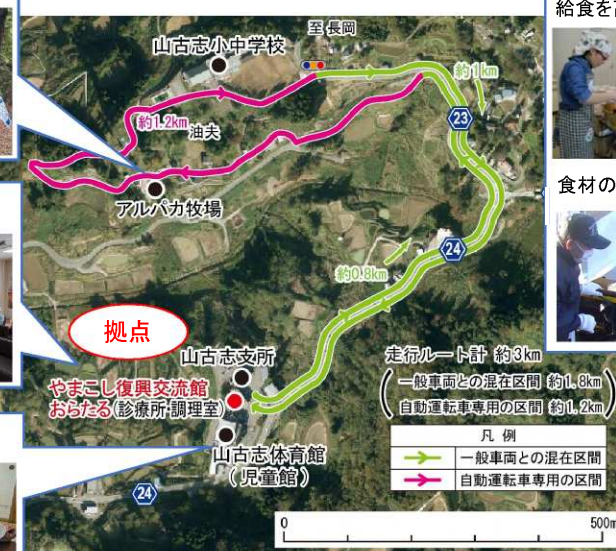 給食を
至 長岡
山古志小中学校
約1km
約1.2km
油夫
23
アルパカ牧場
食材の
24
約0.8km
拠点
山古志支所
走行ルート計 約3km
やまこし復興交流館
おらたる(診療所・調理室)
一般車両との混在区間 約1.8km
自動運転車専用の区間 約1.2km
山古志体育館
(児童館)
凡 例
一般車両との混在区間
自動運転車専用の区間
24
0
500m